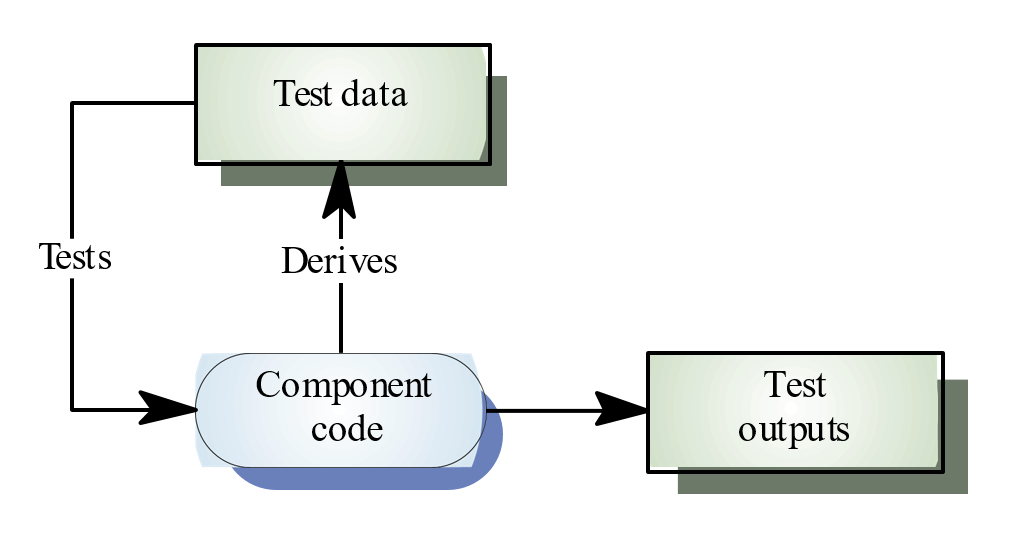 Test data
Tests
Derives
Component
code
Test
outputs